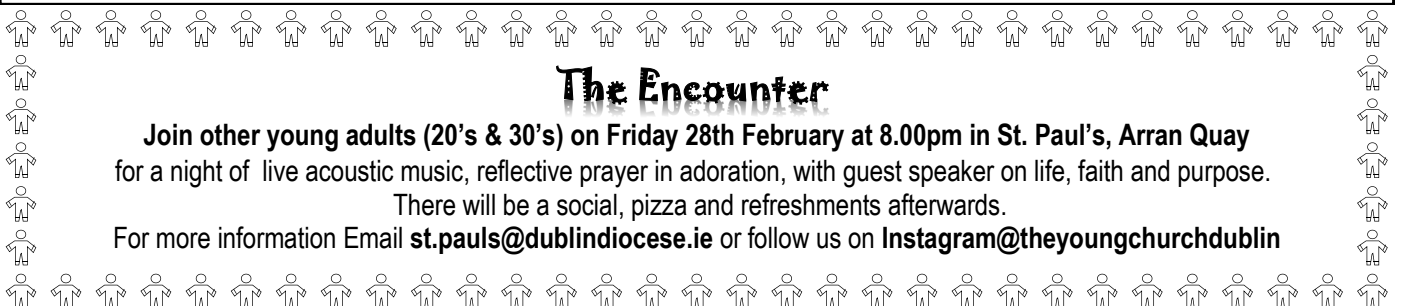 The Encounter
Join other young adults (20's & 30's) on Friday 28th February at 8.00pm in St. Paul's, Arran Quay
for a night of live acoustic music, reflective prayer in adoration, with guest speaker on life, faith and purpose.
There will be a social, pizza and refreshments afterwards.
For more information Email st.pauls@dublindiocese.ie or follow us on Instagram@theyoungchurchdublin